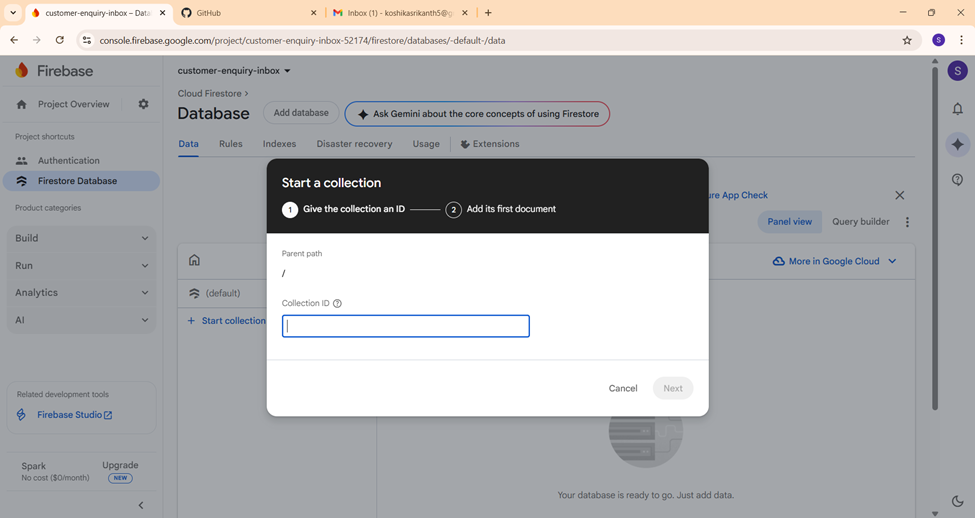 customer-enquiry-inbox – Data
GitHub
Inbox (1) - koshikasrikanth5@g
console.firebase.google.com/project/customer-enquiry-inbox-52174/firestore/databases/-default-/data
S
Firebase
customer-enquiry-inbox
S
Project Overview
Cloud Firestore
Database
Add database
Ask Gemini about the core concepts of using Firestore
Project shortcuts
Data
Rules
Indexes
Disaster recovery
Usage
Extensions
Authentication
Firestore Database
Product categories
Build
Run
Analytics
AI
ure App Check
Panel view
Query builder
More in Google Cloud
(default)
Start collection
Start a collection
1
Give the collection an ID
2
Add its first document
Parent path
/
Collection ID
Cancel
Next
Related development tools
Firebase Studio
Spark
No cost ($0/month)
Upgrade
NEW
Your database is ready to go. Just add data.